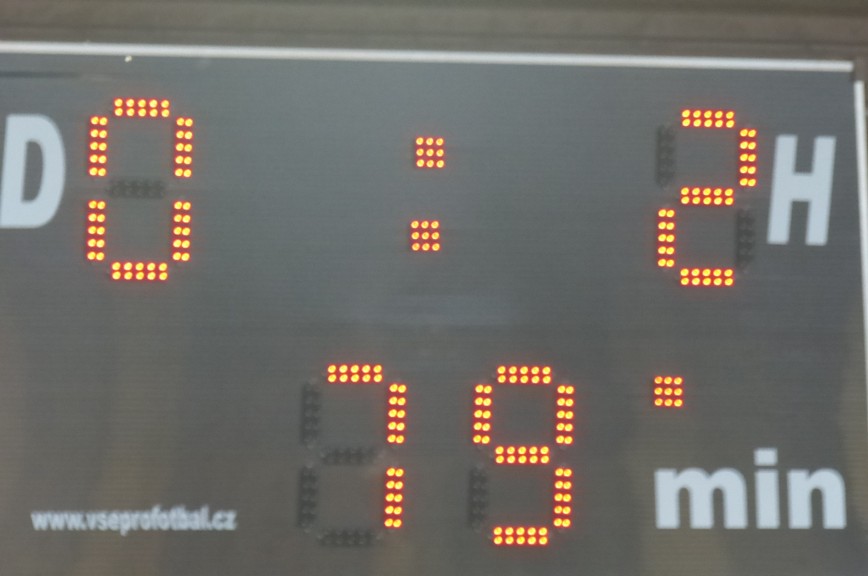 D 0 : 2 H
79 '
min
www.vseprofotbal.cz